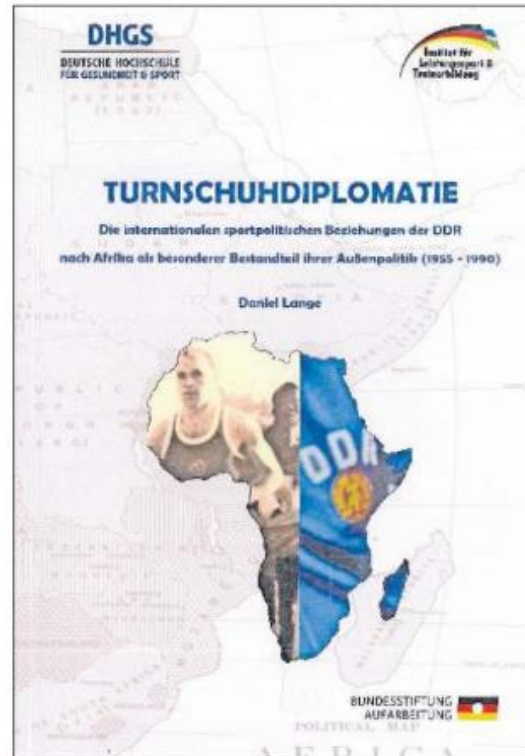 DHGS
DEUTSCHE HOCHSCHULE
FÜR GESUNDHEIT & SPORT
Institut für
Leistungssport &
Trainerbildung
TURNSCHUHDIPLOMATIE
Die internationalen sportpolitischen Beziehungen der DDR
nach Afrika als besonderer Bestandteil ihrer Außenpolitik (1955 - 1990)
Daniel Lange
DDR
BUNDESSTIFTUNG
AUFARBEITUNG
POLITICAL MAP